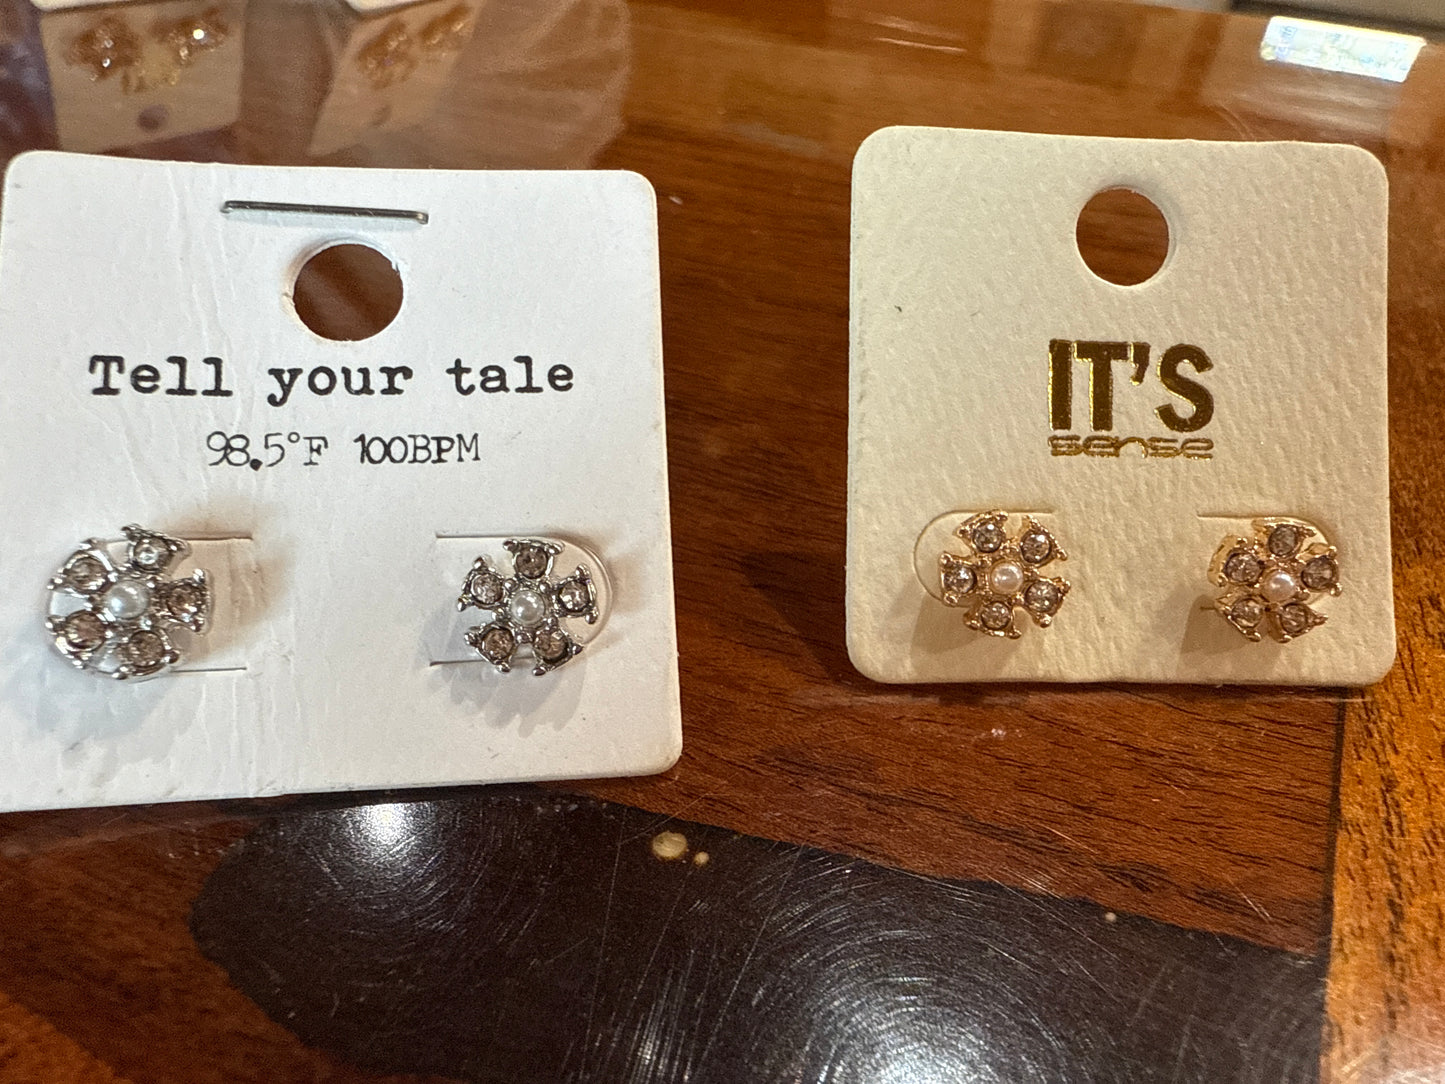 Tell your tale
98.5°F 100BPM
IT'S
sense